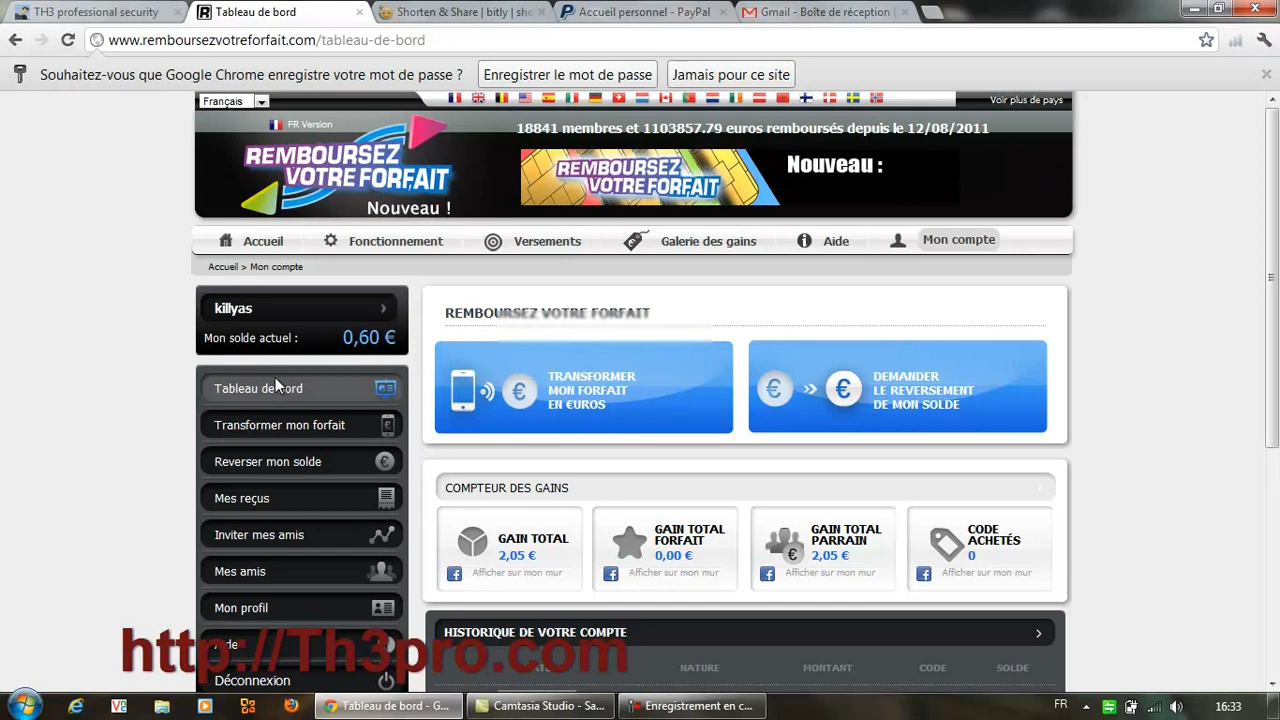 TH3 professional security
Tableau de bord
Shorten & Share | bitly | sho
Accueil personnel - PayPal
Gmail - Boîte de réception (
www.remboursezvotreforfait.com/tableau-de-bord
Souhaitez-vous que Google Chrome enregistre votre mot de passe ?
Enregistrer le mot de passe
Jamais pour ce site
Français
Voir plus de pays
FR Version
18841 membres et 1103857.79 euros remboursés depuis le 12/08/2011
REMBOURSEZ
VOTRE FORFAIT
Nouveau !
REMBOURSEZ
VOTRE FORFAIT
Nouveau :
Accueil
Fonctionnement
Versements
Galerie des gains
Aide
Mon compte
Accueil > Mon compte
killyas
Mon solde actuel :
0,60 €
Tableau de bord
Transformer mon forfait
Reverser mon solde
Mes reçus
Inviter mes amis
Mes amis
Mon profil
Aide
Déconnexion
REMBOURSEZ VOTRE FORFAIT
TRANSFORMER
MON FORFAIT
EN €UROS
DEMANDER
LE REVERSEMENT
DE MON SOLDE
COMPTEUR DES GAINS
GAIN TOTAL
2,05 €
Afficher sur mon mur
GAIN TOTAL
FORFAIT
0,00 €
Afficher sur mon mur
GAIN TOTAL
PARRAIN
2,05 €
Afficher sur mon mur
CODE
ACHETÉS
0
Afficher sur mon mur
HISTORIQUE DE VOTRE COMPTE
NATURE
MONTANT
CODE
SOLDE
http://Th3pro.com
Tableau de bord - G...
Camtasia Studio - Sa...
Enregistrement en c...
FR
16:33